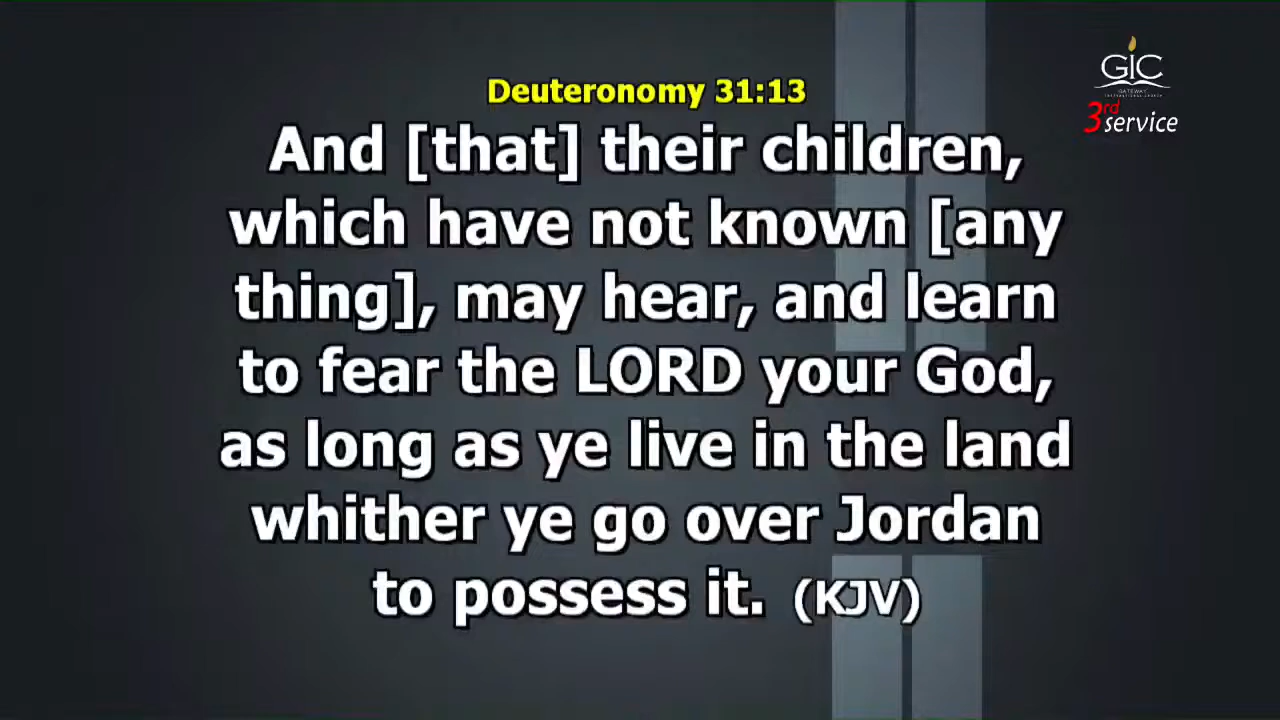 GIC
GATEWAY
INTERNATIONAL CHURCH
3rd service
Deuteronomy 31:13
And [that] their children,
which have not known [any
thing], may hear, and learn
to fear the LORD your God,
as long as ye live in the land
whither ye go over Jordan
to possess it. (KJV)